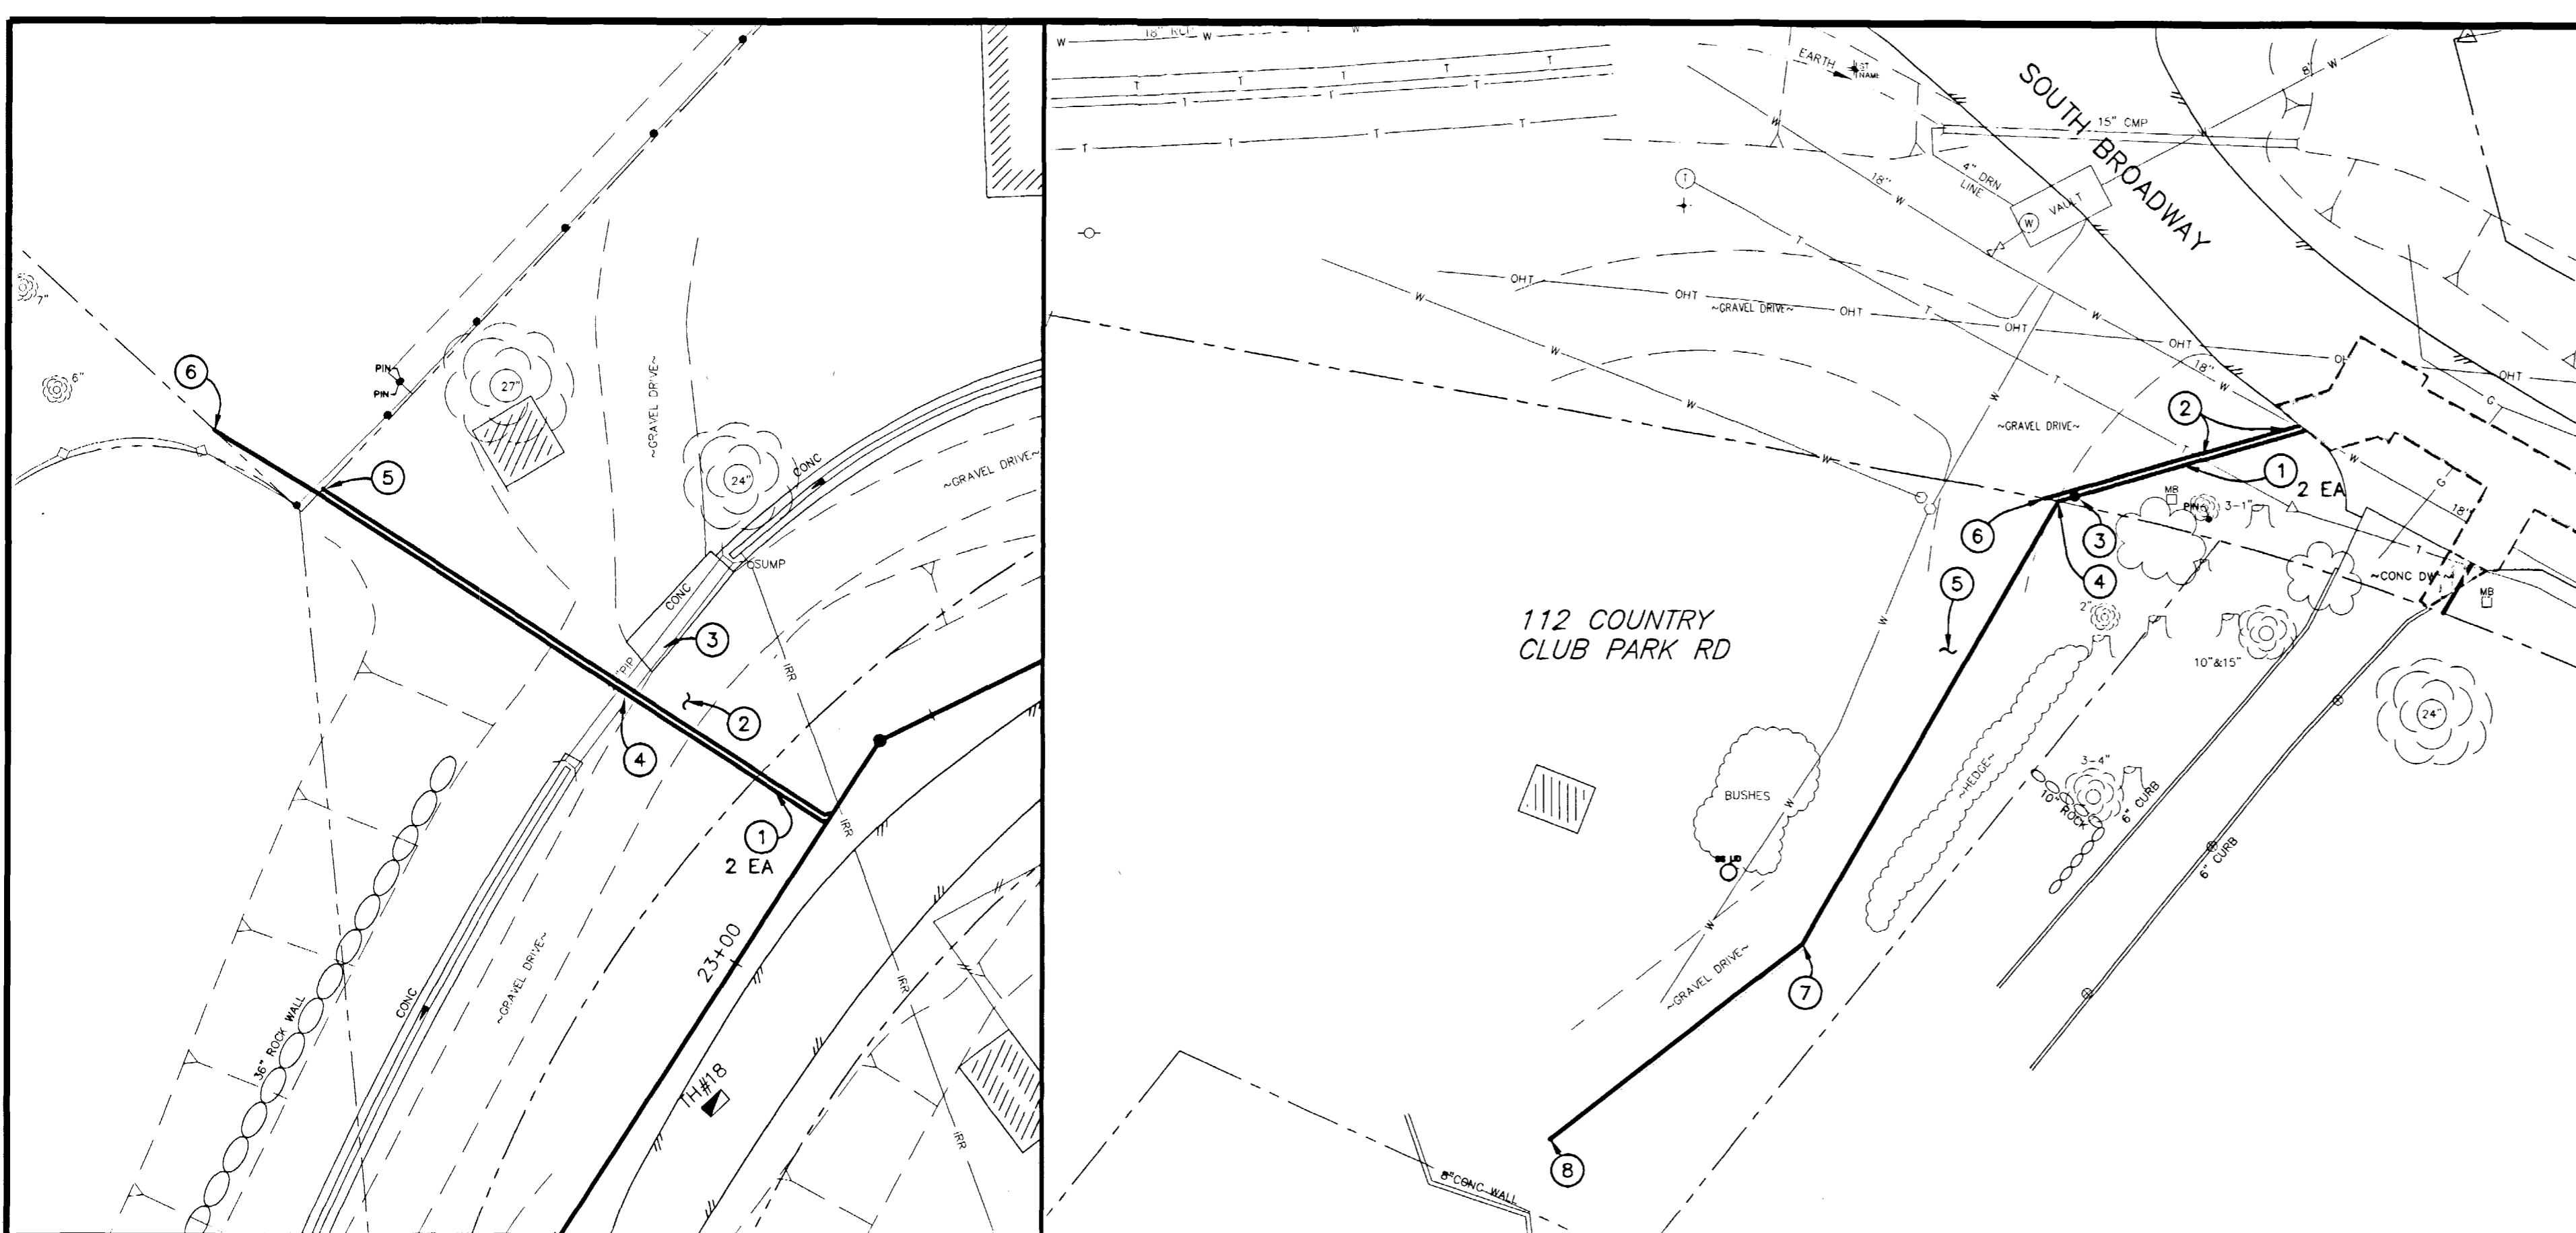 7"
6"
6
PIN
PIN
27"
~GRAVEL DRIVE~
24"
CONC
~GRAVEL DRIVE~
5
SUMP
CONC
3
IRR
2
4
1
2 EA
IRR
23+00
~GRAVEL DRIVE~
CONC
36" ROCK WALL
IRR
TH#18
IRR
W
18" RCP
W
W
T
T
T
T
T
T
T
T
T
T
T
T
EARTH
SOUTH BROADWAY
8"
W
15" CMP
W
4" DRN
LINE
VAULT
W
18"
W
T
T
W
OHT
OHT
~GRAVEL DRIVE~
OHT
T
OHT
W
OHT
OHT
W
W
18"
W
T
W
W
G
2
~GRAVEL DRIVE~
T
W
W
1
2 EA
G
MB
PIN
3-1"
18"
6
3
T
5
4
~CONC DW~
MB
2"
112 COUNTRY
CLUB PARK RD
W
10"&15"
24"
~HEDGE~
3-4"
BUSHES
W
10" ROCK
6" CURB
6" CURB
W
~GRAVEL DRIVE~
7
8
8" CONC WALL